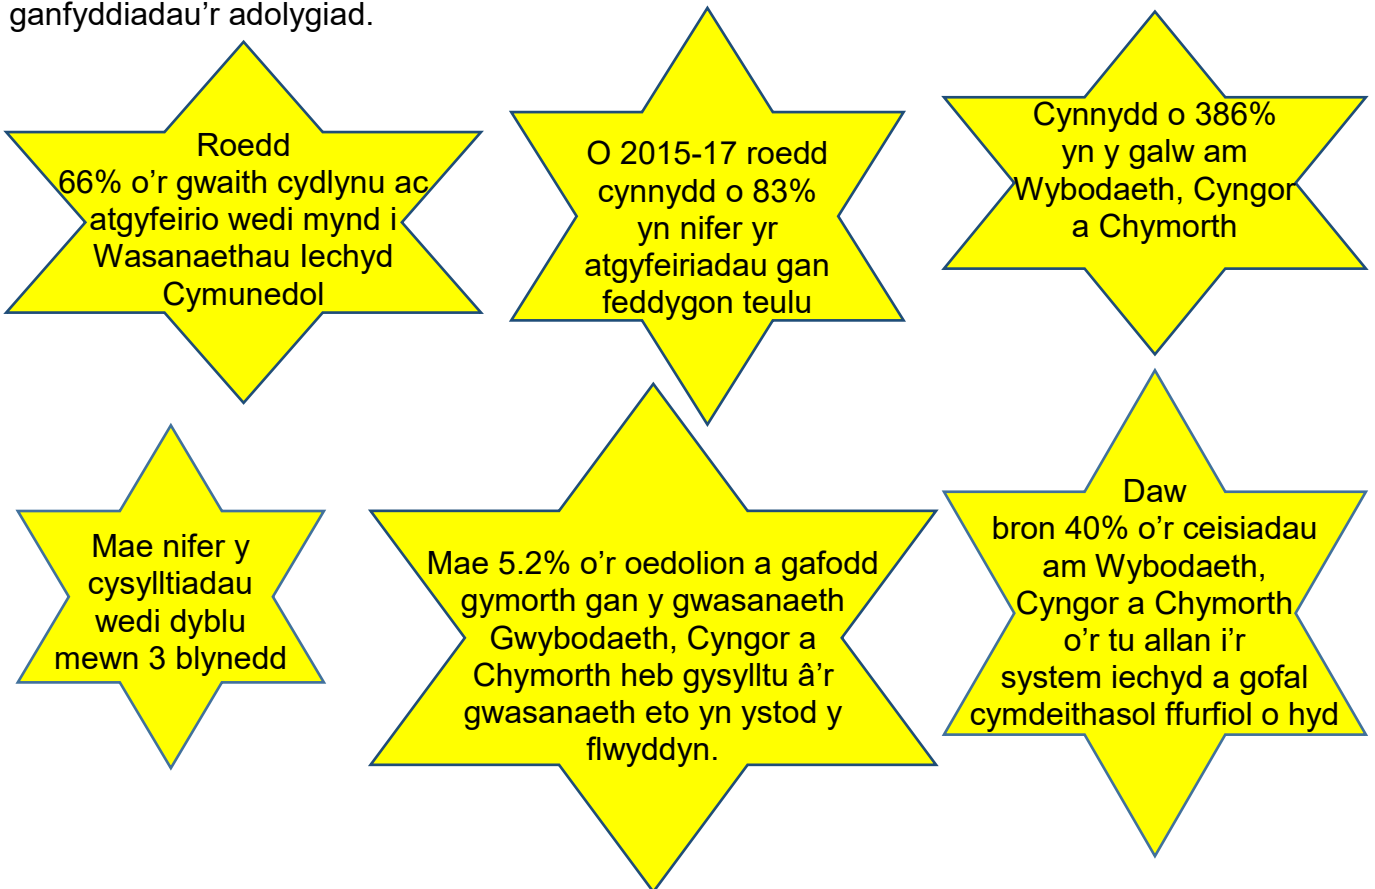 ganfyddiadau'r adolygiad.
Roedd
66% o'r gwaith cydlynu ac
atgyfeirio wedi mynd i
Wasanaethau Iechyd
Cymunedol
O 2015-17 roedd
cynnydd o 83%
yn nifer yr
atgyfeiriadau gan
feddygon teulu
Cynnydd o 386%
yn y galw am
Wybodaeth, Cyngor
a Chymorth
Mae nifer y
cysylltiadau
wedi dyblu
mewn 3 blynedd
Mae 5.2% o'r oedolion a gafodd
gymorth gan y gwasanaeth
Gwybodaeth, Cyngor a
Chymorth heb gysylltu â'r
gwasanaeth eto yn ystod y
flwyddyn.
Daw
bron 40% o'r ceisiadau
am Wybodaeth,
Cyngor a Chymorth
o'r tu allan i'r
system iechyd a gofal
cymdeithasol ffurfiol o hyd